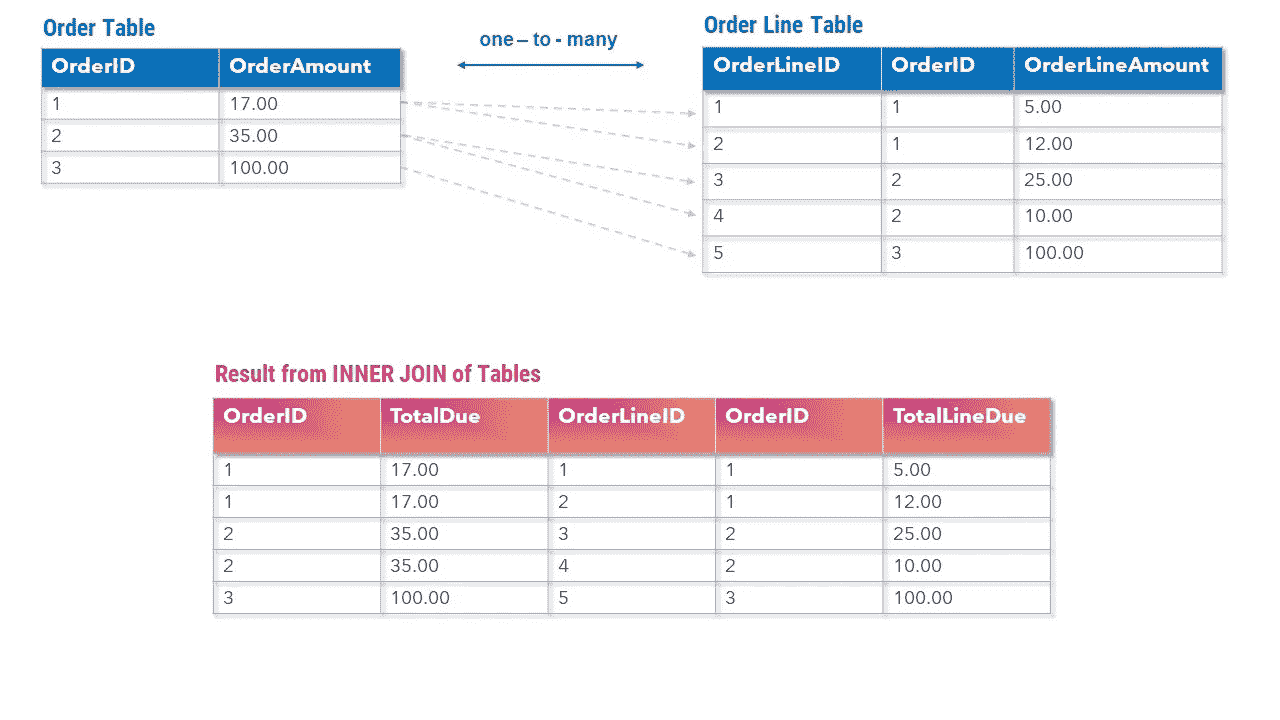 Order Table
OrderID OrderAmount
1 17.00
2 35.00
3 100.00
one – to - many
Order Line Table
OrderLineID OrderID OrderLineAmount
1 1 5.00
2 1 12.00
3 2 25.00
4 2 10.00
5 3 100.00
Result from INNER JOIN of Tables
OrderID TotalDue OrderLineID OrderID TotalLineDue
1 17.00 1 1 5.00
1 17.00 2 1 12.00
2 35.00 3 2 25.00
2 35.00 4 2 10.00
3 100.00 5 3 100.00